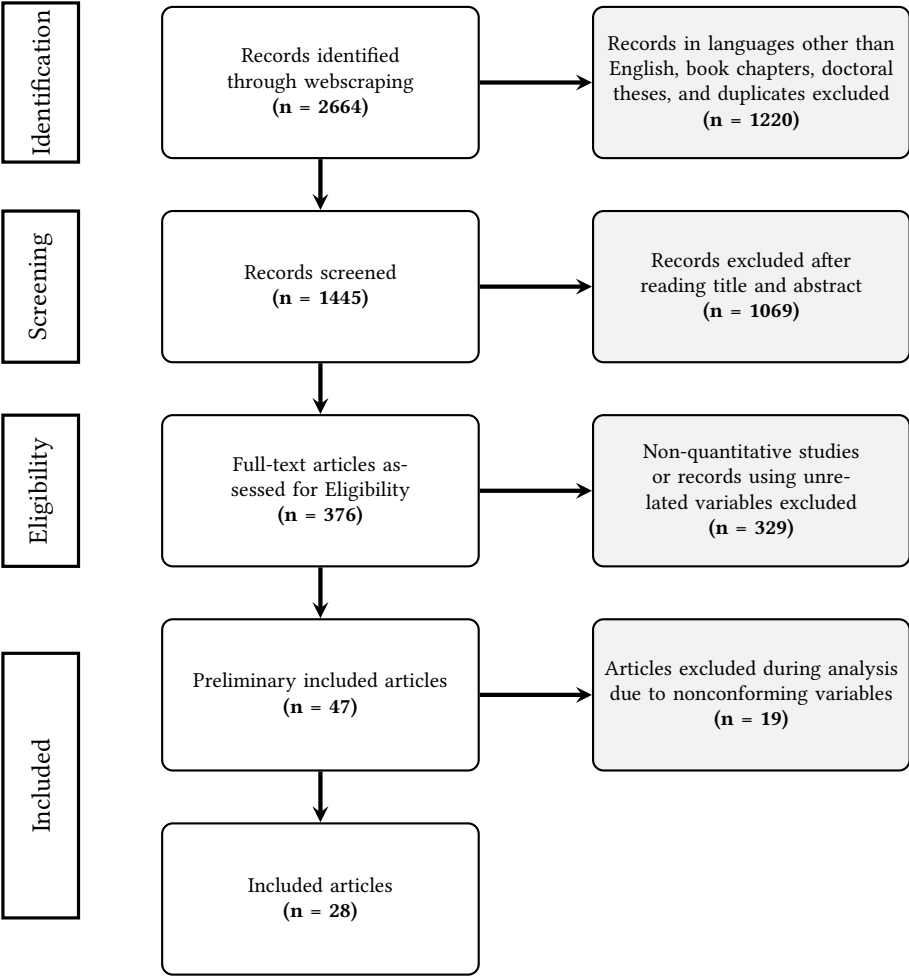 Identification
Records identified
through webscraping
(n = 2664)
Records in languages other than
English, book chapters, doctoral
theses, and duplicates excluded
(n = 1220)
Screening
Records screened
(n = 1445)
Records excluded after
reading title and abstract
(n = 1069)
Eligibility
Full-text articles as-
sessed for Eligibility
(n = 376)
Non-quantitative studies
or records using unre-
lated variables excluded
(n = 329)
Included
Preliminary included articles
(n = 47)
Articles excluded during analysis
due to nonconforming variables
(n = 19)
Included articles
(n = 28)